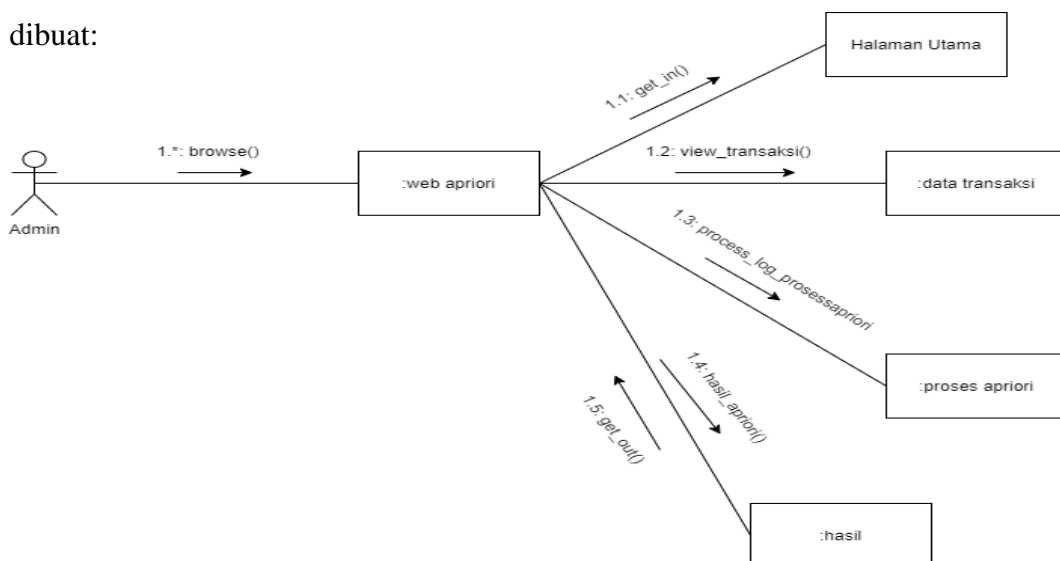 dibuat:
Halaman Utama
1.1: get_in()
1.*: browse()
1.2: view_transaksi()
:web apriori
:data transaksi
Admin
1.3: process_log_prosessapriori
:proses apriori
1.4: hasil_apriori()
1.5: get_out()
:hasil